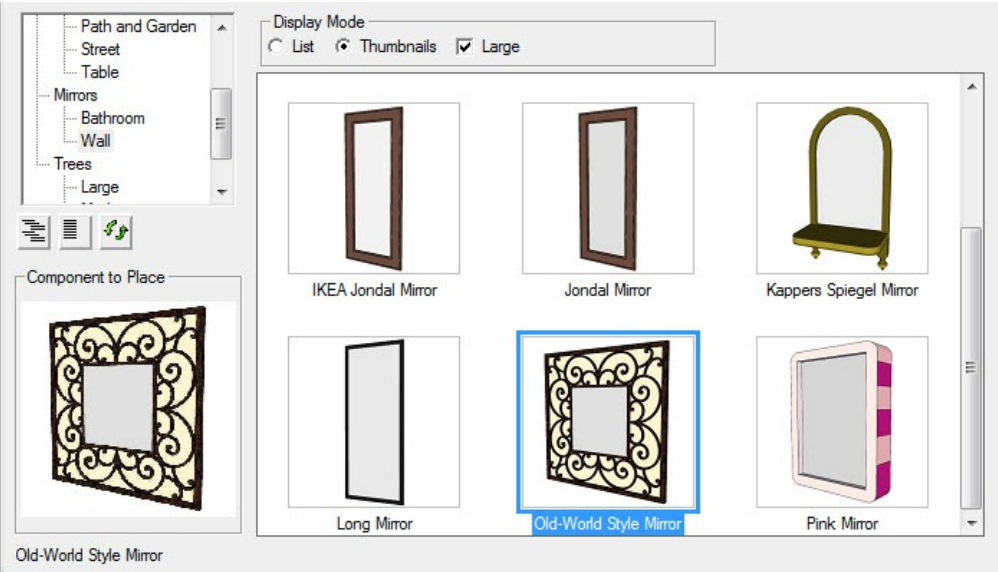 Path and Garden
Street
Table
Mirrors
Bathroom
Wall
Trees
Large
Component to Place
Old-World Style Mirror
Display Mode
List Thumbnails Large
IKEA Jondal Mirror Jondal Mirror Kappers Spiegel Mirror
Long Mirror Old-World Style Mirror Pink Mirror